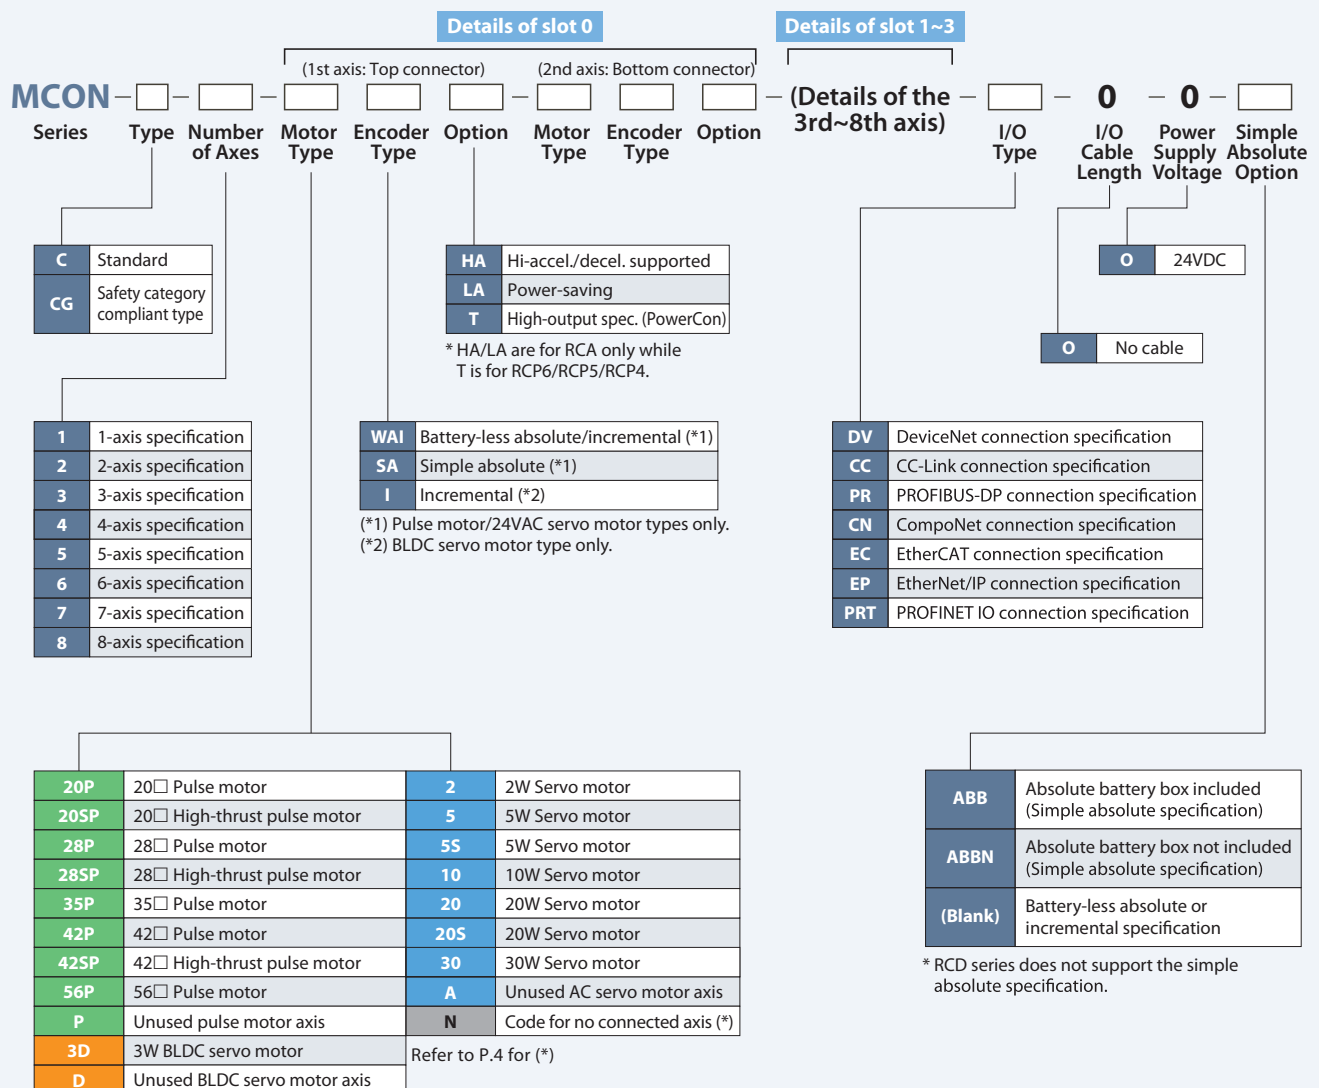 Details of slot 0
Details of slot 1~3
(1st axis: Top connector)
(2nd axis: Bottom connector)
MCON – □ – □ – □ □ □ – □ □ □ – (Details of the 3rd~8th axis) – □ – 0 – 0 – □
Series
Type
Number of Axes
Motor Type
Encoder Type
Option
Motor Type
Encoder Type
Option
I/O Type
I/O Cable Length
Power Supply Voltage
Simple Absolute Option
C Standard
CG Safety category compliant type
HA Hi-accel./decel. supported
LA Power-saving
T High-output spec. (PowerCon)
* HA/LA are for RCA only while
T is for RCP6/RCP5/RCP4.
O 24VDC
O No cable
1 1-axis specification
2 2-axis specification
3 3-axis specification
4 4-axis specification
5 5-axis specification
6 6-axis specification
7 7-axis specification
8 8-axis specification
WAI Battery-less absolute/incremental (*1)
SA Simple absolute (*1)
I Incremental (*2)
(*1) Pulse motor/24VAC servo motor types only.
(*2) BLDC servo motor type only.
DV DeviceNet connection specification
CC CC-Link connection specification
PR PROFIBUS-DP connection specification
CN CompoNet connection specification
EC EtherCAT connection specification
EP EtherNet/IP connection specification
PRT PROFINET IO connection specification
20P 20□ Pulse motor
20SP 20□ High-thrust pulse motor
28P 28□ Pulse motor
28SP 28□ High-thrust pulse motor
35P 35□ Pulse motor
42P 42□ Pulse motor
42SP 42□ High-thrust pulse motor
56P 56□ Pulse motor
P Unused pulse motor axis
3D 3W BLDC servo motor
D Unused BLDC servo motor axis
2 2W Servo motor
5 5W Servo motor
5S 5W Servo motor
10 10W Servo motor
20 20W Servo motor
20S 20W Servo motor
30 30W Servo motor
A Unused AC servo motor axis
N Code for no connected axis (*)
Refer to P.4 for (*)
ABB Absolute battery box included
(Simple absolute specification)
ABBN Absolute battery box not included
(Simple absolute specification)
(Blank) Battery-less absolute or
incremental specification
* RCD series does not support the simple
absolute specification.